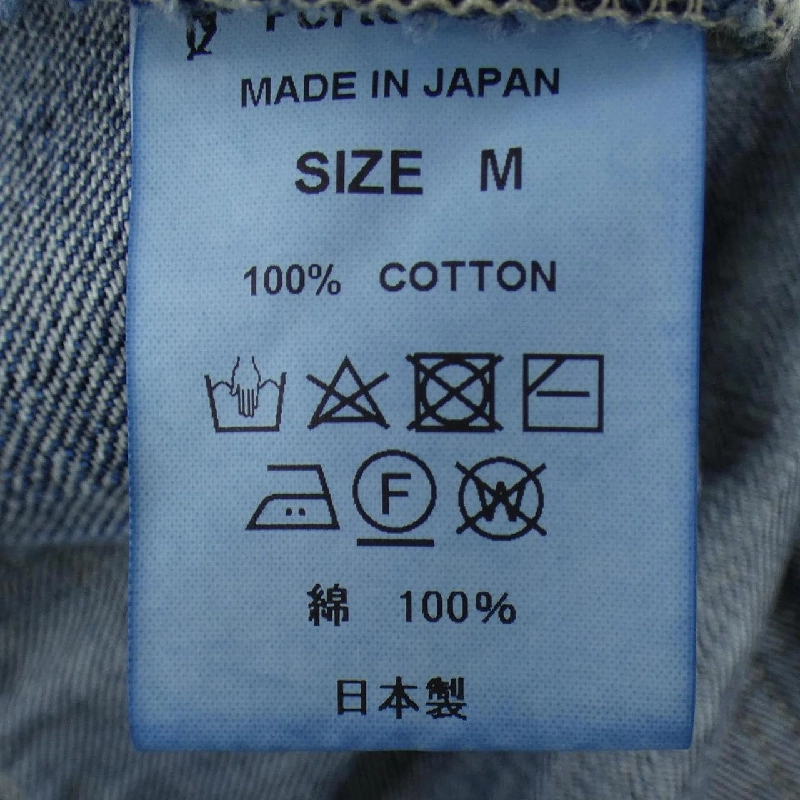 MADE IN JAPAN
SIZE M
100% COTTON
F W
綿 100%
日本製